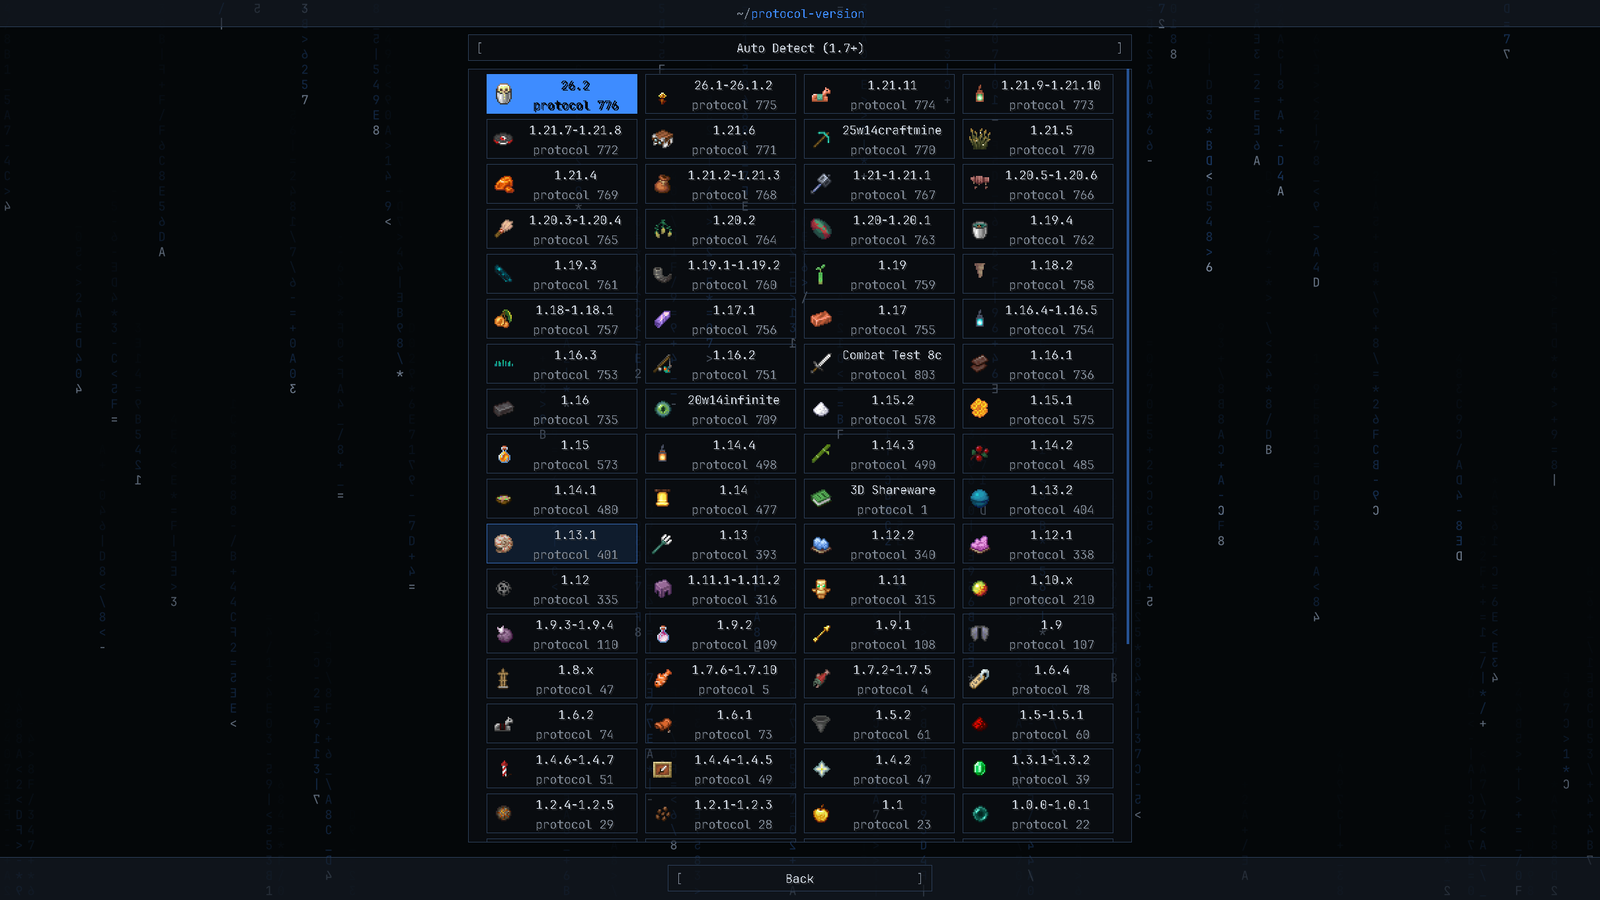 ~/protocol-version
[ Auto Detect (1.7+) ]
26.2
protocol 776
26.1-26.1.2
protocol 775
1.21.11
protocol 774
1.21.9-1.21.10
protocol 773
1.21.7-1.21.8
protocol 772
1.21.6
protocol 771
25w14craftmine
protocol 770
1.21.5
protocol 770
1.21.4
protocol 769
1.21.2-1.21.3
protocol 768
1.21-1.21.1
protocol 767
1.20.5-1.20.6
protocol 766
1.20.3-1.20.4
protocol 765
1.20.2
protocol 764
1.20-1.20.1
protocol 763
1.19.4
protocol 762
1.19.3
protocol 761
1.19.1-1.19.2
protocol 760
1.19
protocol 759
1.18.2
protocol 758
1.18-1.18.1
protocol 757
1.17.1
protocol 756
1.17
protocol 755
1.16.4-1.16.5
protocol 754
1.16.3
protocol 753
1.16.2
protocol 751
Combat Test 8c
protocol 803
1.16.1
protocol 736
1.16
protocol 735
20w14infinite
protocol 709
1.15.2
protocol 578
1.15.1
protocol 575
1.15
protocol 573
1.14.4
protocol 498
1.14.3
protocol 490
1.14.2
protocol 485
1.14.1
protocol 480
1.14
protocol 477
3D Shareware
protocol 1
1.13.2
protocol 404
1.13.1
protocol 401
1.13
protocol 393
1.12.2
protocol 340
1.12.1
protocol 338
1.12
protocol 335
1.11.1-1.11.2
protocol 316
1.11
protocol 315
1.10.x
protocol 210
1.9.3-1.9.4
protocol 110
1.9.2
protocol 109
1.9.1
protocol 108
1.9
protocol 107
1.8.x
protocol 47
1.7.6-1.7.10
protocol 5
1.7.2-1.7.5
protocol 4
1.6.4
protocol 78
1.6.2
protocol 74
1.6.1
protocol 73
1.5.2
protocol 61
1.5-1.5.1
protocol 60
1.4.6-1.4.7
protocol 51
1.4.4-1.4.5
protocol 49
1.4.2
protocol 47
1.3.1-1.3.2
protocol 39
1.2.4-1.2.5
protocol 29
1.2.1-1.2.3
protocol 28
1.1
protocol 23
1.0.0-1.0.1
protocol 22
[ Back ]